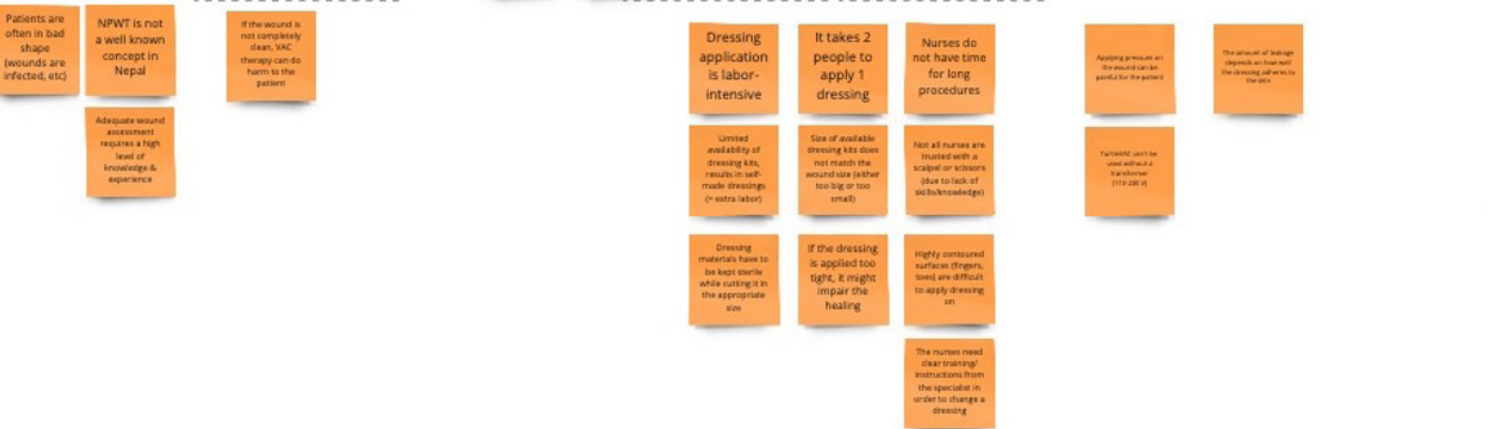 Patients are
often in bad
shape
(wounds are
infected, etc)
NPWT is not
a well known
concept in
Nepal
If the wound is
not completely
clean, VAC
therapy can do
harm to the
patient
Adequate wound
assessment
requires a high
level of
knowledge &
experience
Dressing
application
is labor-
intensive
It takes 2
people to
apply 1
dressing
Nurses do
not have time
for long
procedures
Applying pressure on
the wound can be
painful for the patient
The amount of leakage
depends on how well
the dressing adheres to
the skin
Limited
availability of
dressing kits,
results in self-
made dressings
(= extra labor)
Size of available
dressing kits does
not match the
wound size (either
too big or too
small)
Not all nurses are
trusted with a
scalpel or scissors
(due to lack of
skills/knowledge)
can't be
used without a
transformer
Dressing
materials have to
be kept sterile
while cutting it in
the appropriate
size
If the dressing
is applied too
tight, it might
impair the
healing
Highly contoured
surfaces (fingers,
toes) are difficult
to apply dressing
on
The nurses need
clear training/
instructions from
the specialist in
order to change a
dressing